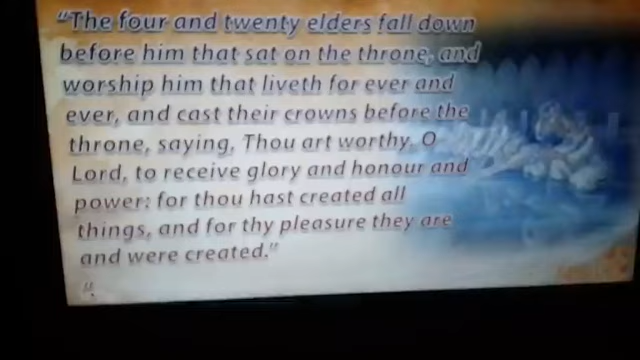 "The four and twenty elders fall down
before him that sat on the throne, and
worship him that liveth for ever and
ever, and cast their crowns before the
throne, saying, Thou art worthy, O
Lord, to receive glory and honour and
power: for thou hast created all
things, and for thy pleasure they are
and were created."